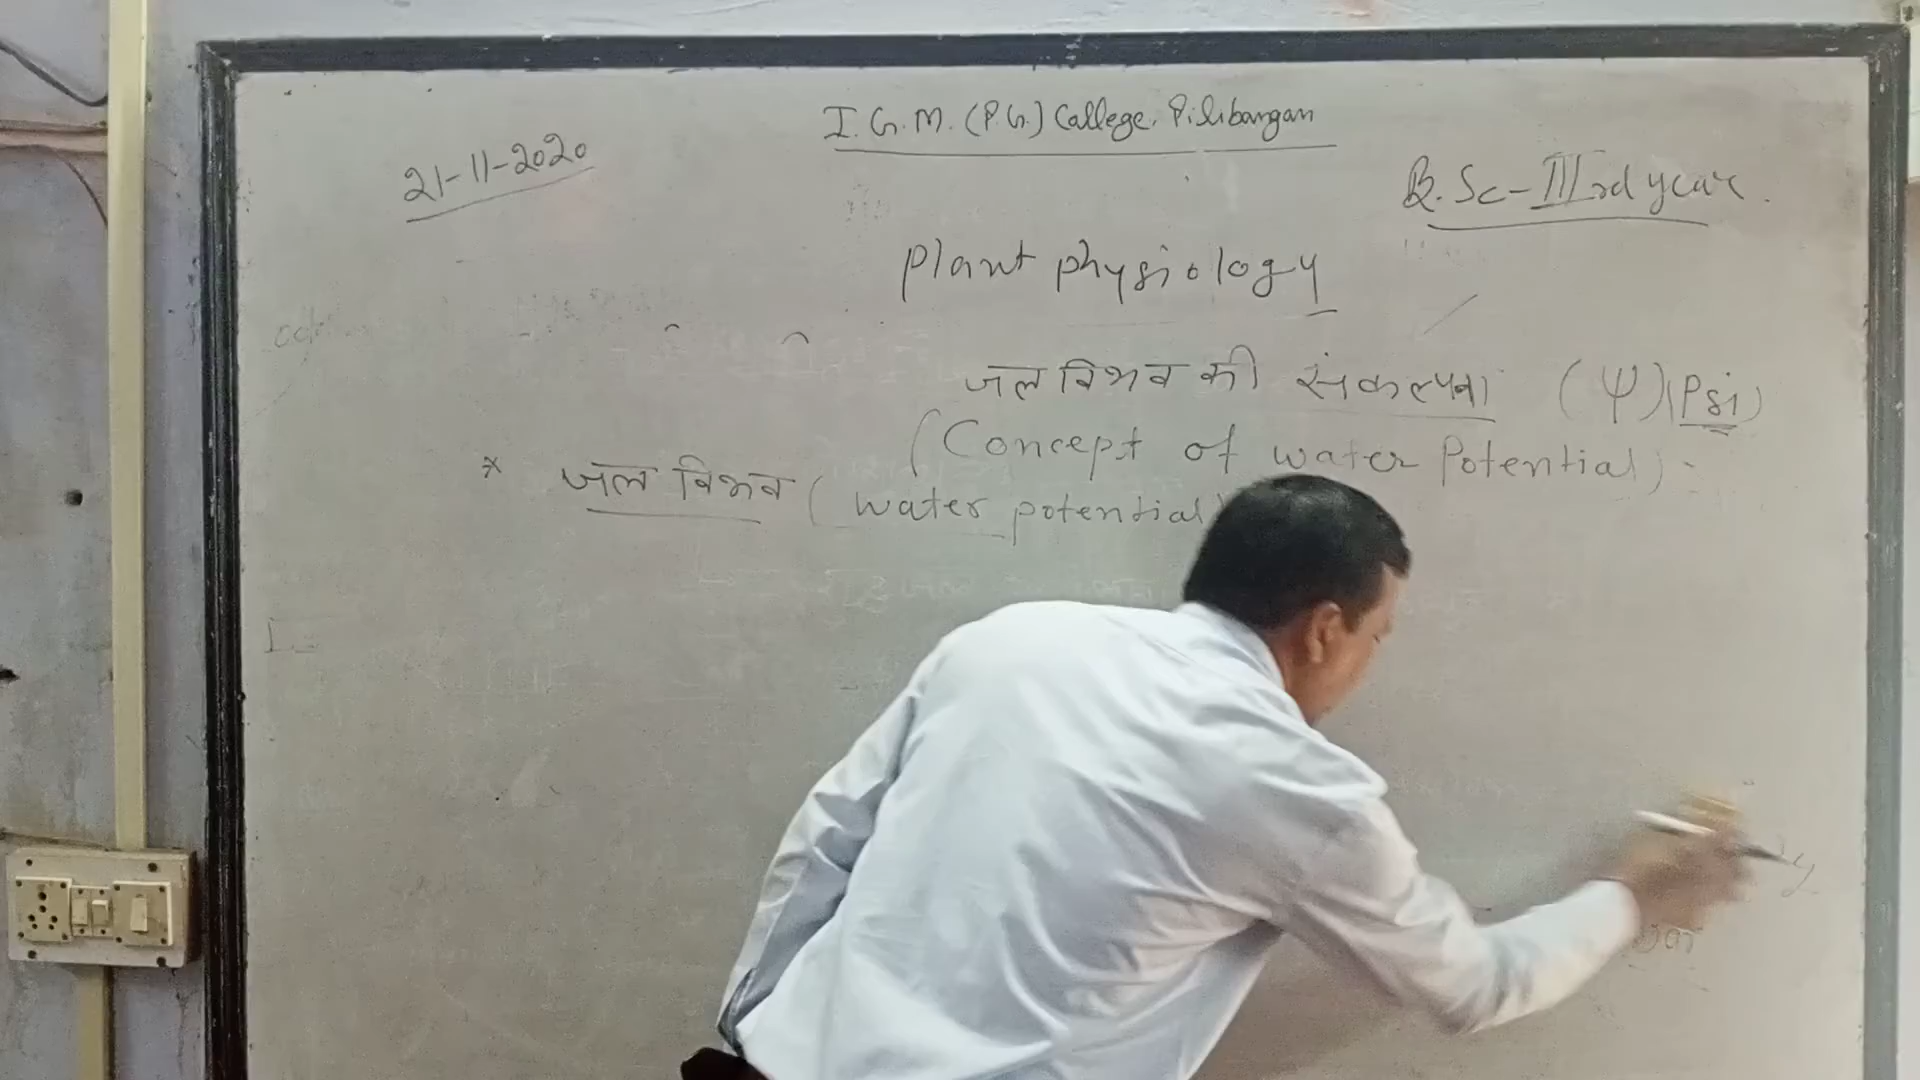 I.G.M. (P.G.) College, Pilibangan
21-11-2020
B.Sc-IIIrd year.
Plant physiology
जल विभव की संकल्पना (Ψ)(Psi)
(Concept of water Potential) :-
* जल विभव (water potential)